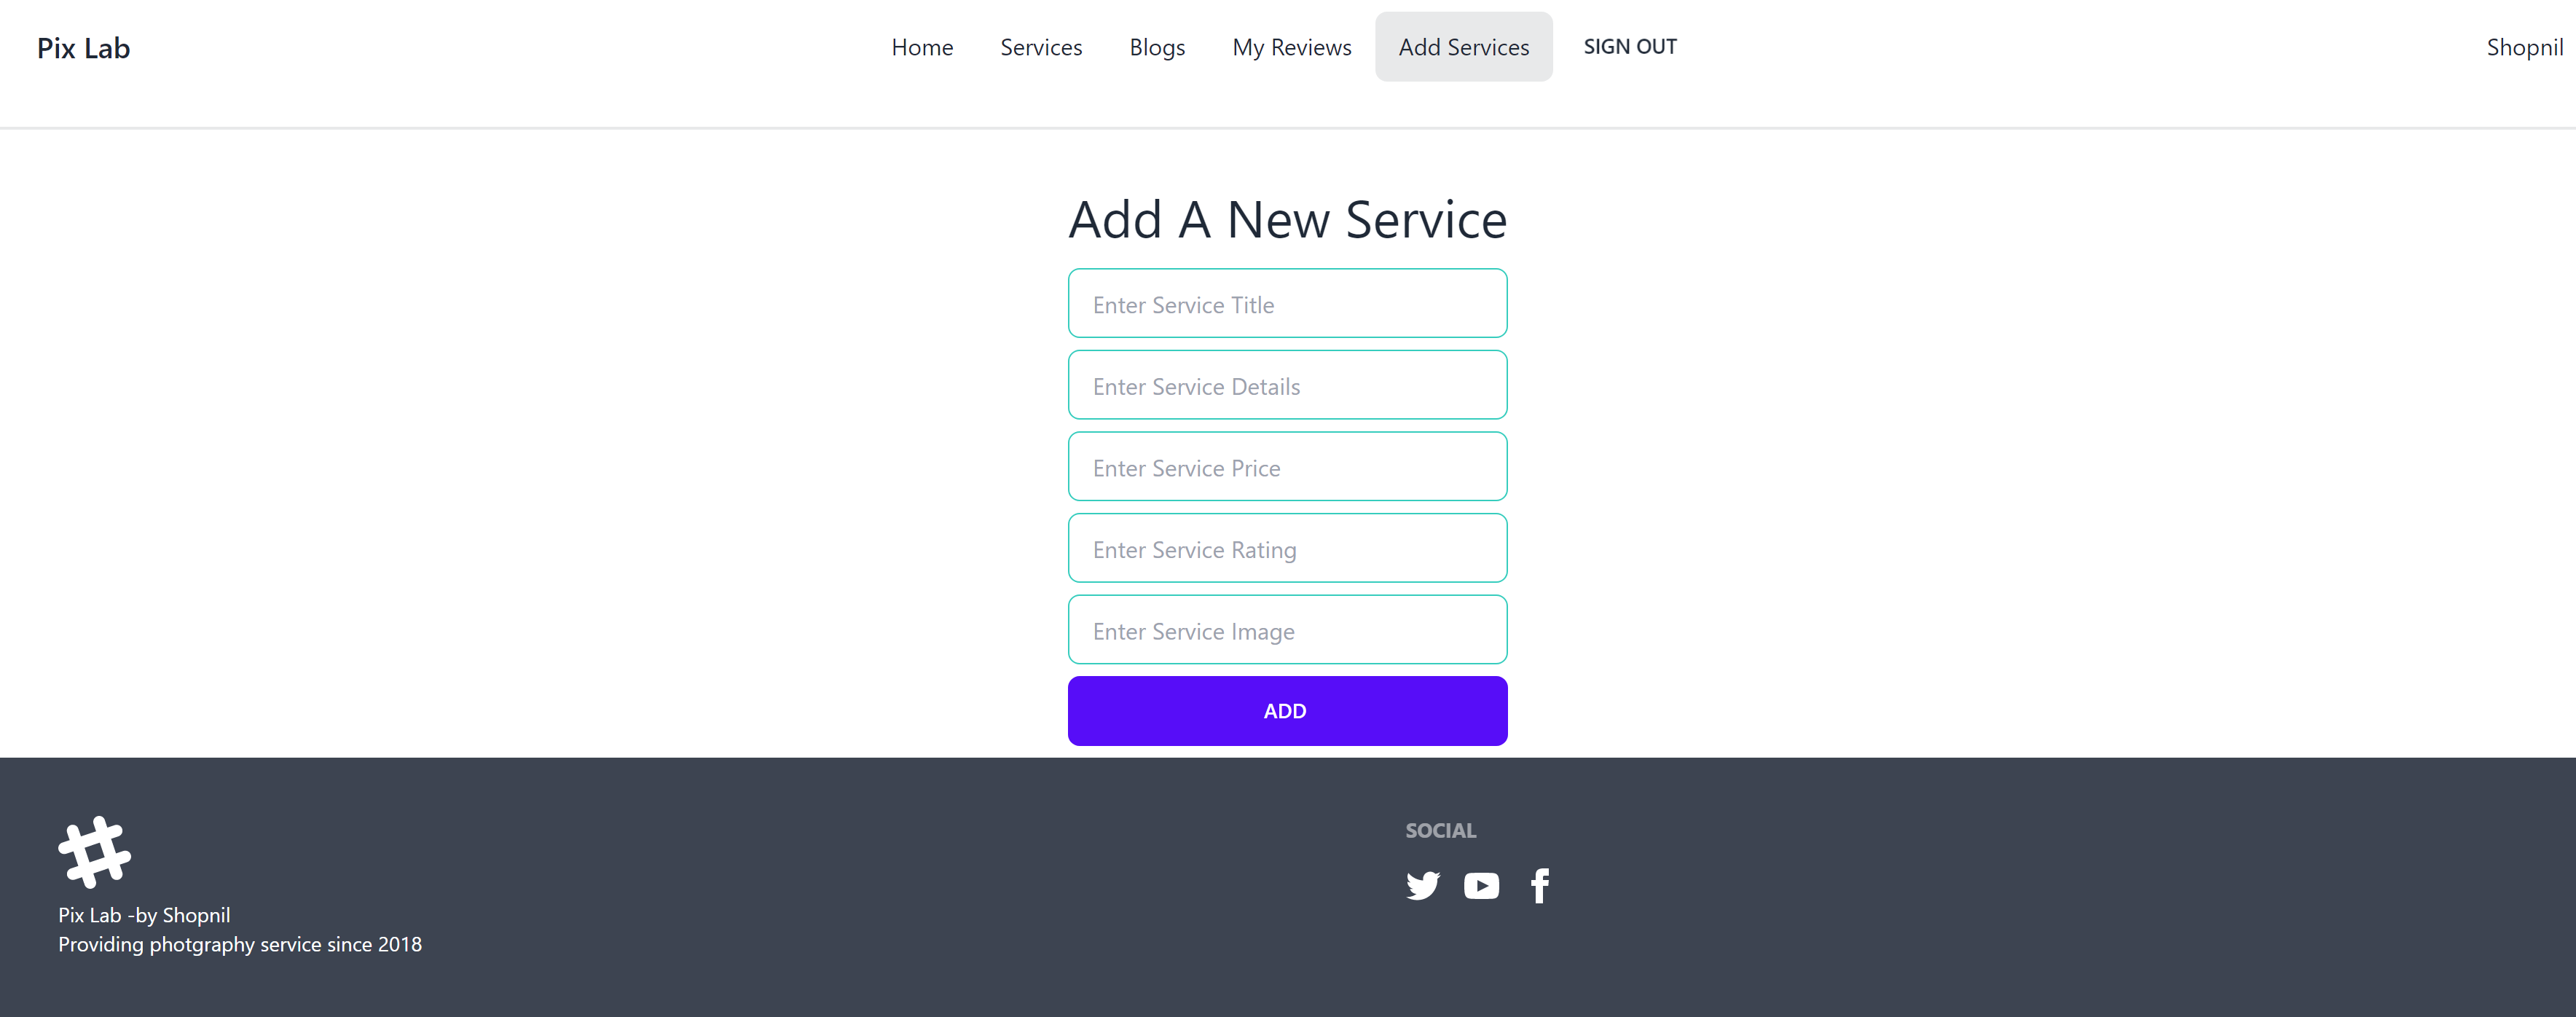 Pix Lab
Home
Services
Blogs
My Reviews
Add Services
SIGN OUT
Shopnil
Add A New Service
Enter Service Title
Enter Service Details
Enter Service Price
Enter Service Rating
Enter Service Image
ADD
SOCIAL
Pix Lab -by Shopnil
Providing photgraphy service since 2018